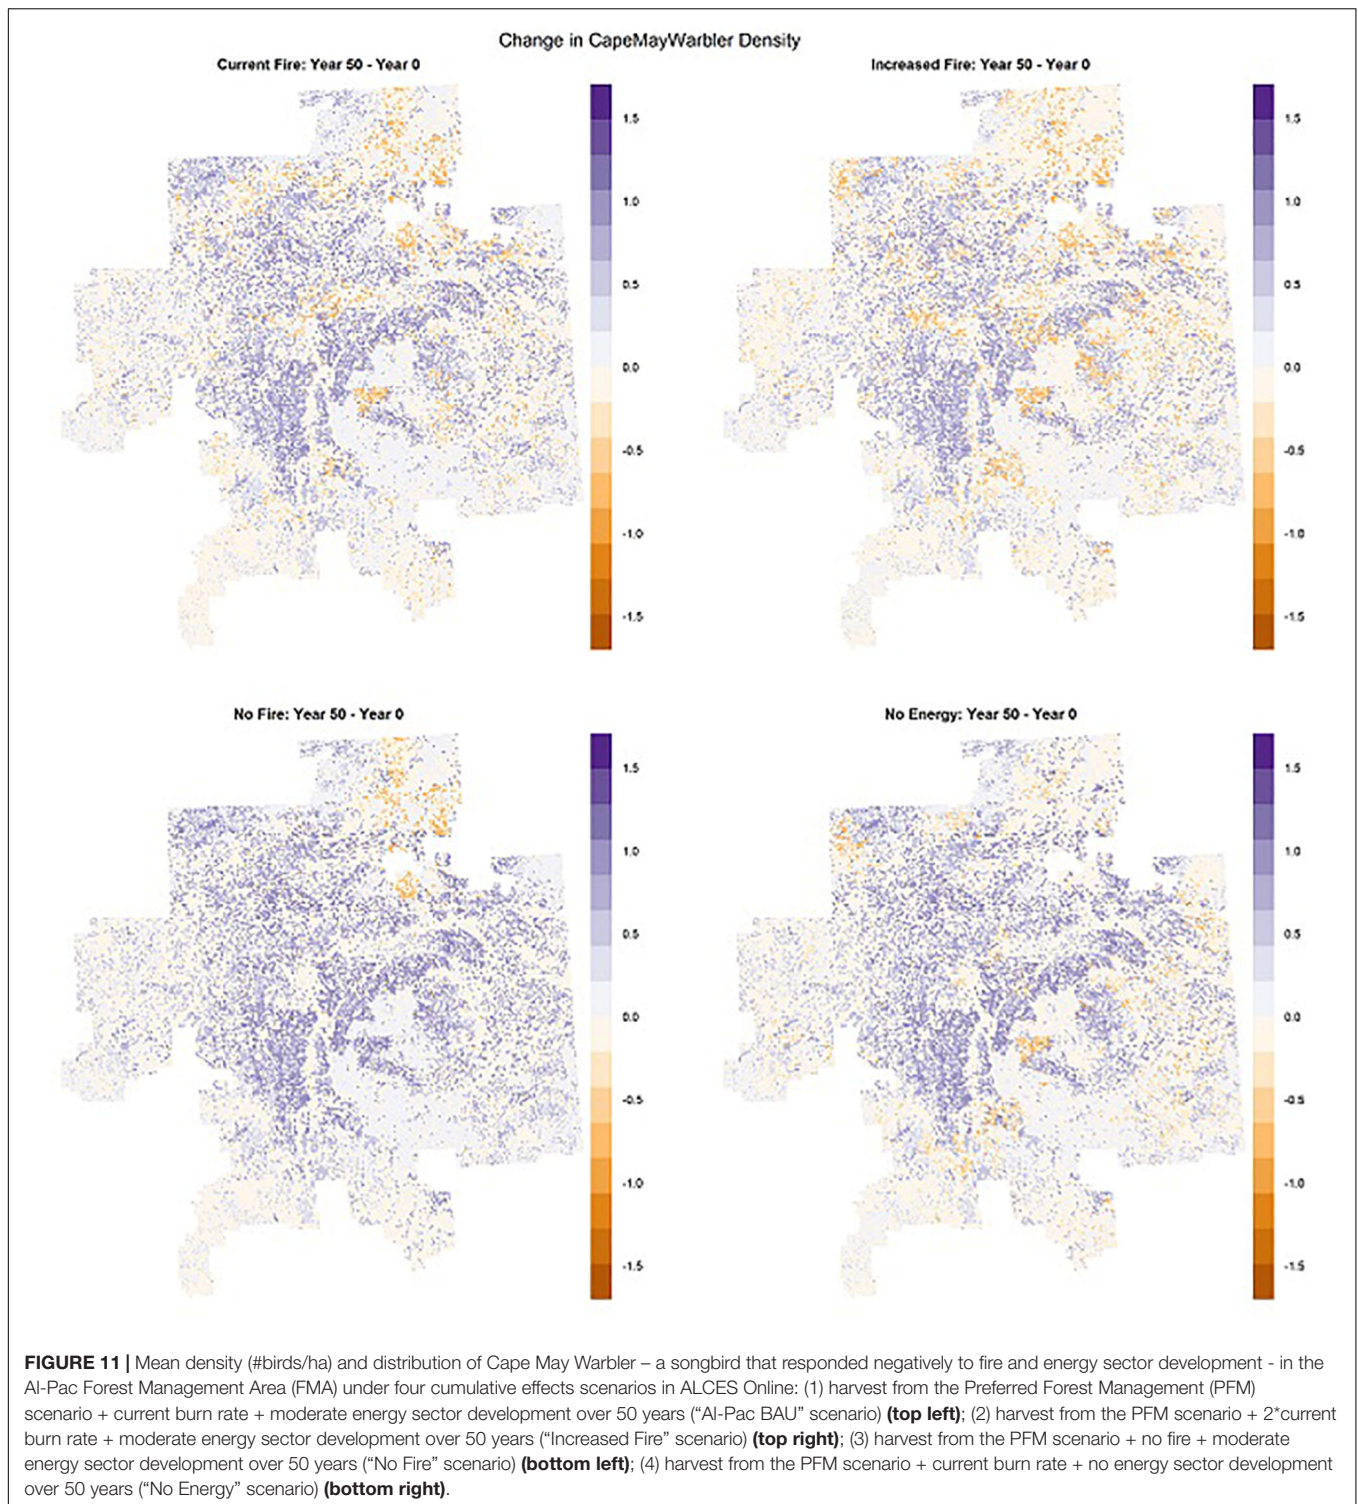 Change in CapeMayWarbler Density
Current Fire: Year 50 - Year 0
1.5
1.0
0.5
0.0
-0.5
-1.0
-1.5
Increased Fire: Year 50 - Year 0
1.5
1.0
0.5
0.0
-0.5
-1.0
-1.5
No Fire: Year 50 - Year 0
1.5
1.0
0.5
0.0
-0.5
-1.0
-1.5
No Energy: Year 50 - Year 0
1.5
1.0
0.5
0.0
-0.5
-1.0
-1.5
FIGURE 11 | Mean density (#birds/ha) and distribution of Cape May Warbler – a songbird that responded negatively to fire and energy sector development - in the
Al-Pac Forest Management Area (FMA) under four cumulative effects scenarios in ALCES Online: (1) harvest from the Preferred Forest Management (PFM)
scenario + current burn rate + moderate energy sector development over 50 years (“Al-Pac BAU” scenario) (top left); (2) harvest from the PFM scenario + 2*current
burn rate + moderate energy sector development over 50 years (“Increased Fire” scenario) (top right); (3) harvest from the PFM scenario + no fire + moderate
energy sector development over 50 years (“No Fire” scenario) (bottom left); (4) harvest from the PFM scenario + current burn rate + no energy sector development
over 50 years (“No Energy” scenario) (bottom right).